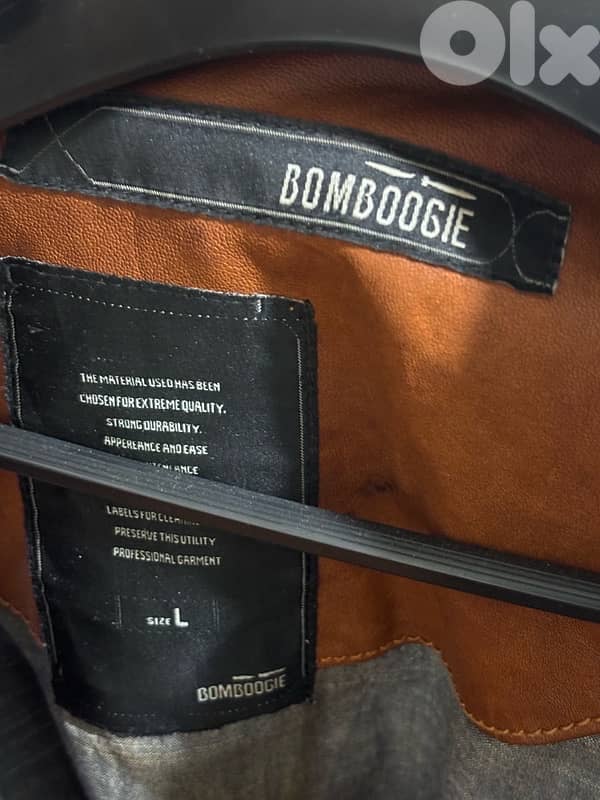 olx
BOMBOOGIE
THE MATERIAL USED HAS BEEN
CHOSEN FOR EXTREME QUALITY.
STRONG DURABILITY.
APPEREANCE AND EASE
LABELS FOR
PRESERVE THIS UTILITY
PROFESSIONAL GARMENT
SIZE L
BOMBOOGIE